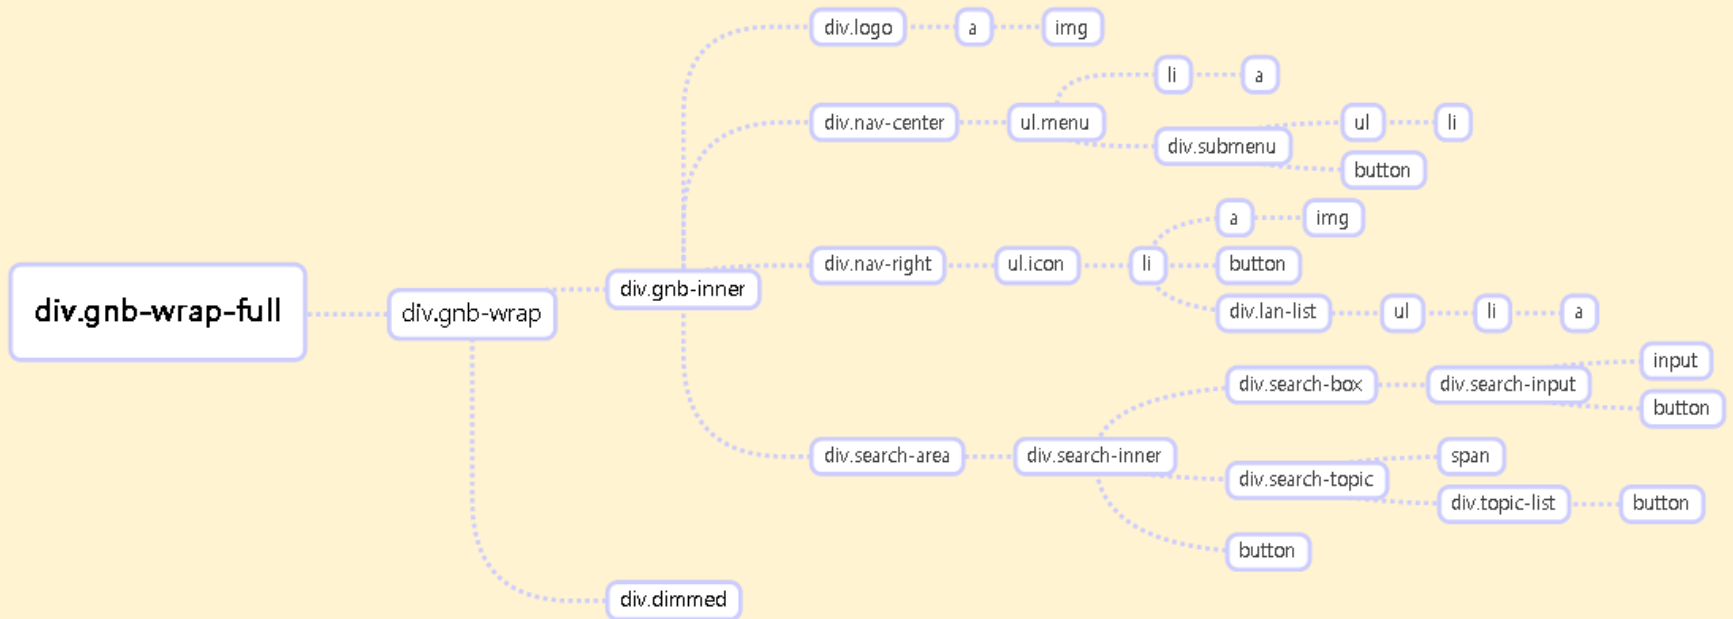 div.logo a img
li a
div.nav-center ul.menu ul li
div.submenu
button
a img
div.nav-right ul.icon li button
div.gnb-inner
div.gnb-wrap-full div.gnb-wrap div.lan-list ul li a
input
div.search-box div.search-input
button
div.search-area div.search-inner span
div.search-topic
div.topic-list button
button
div.dimmed